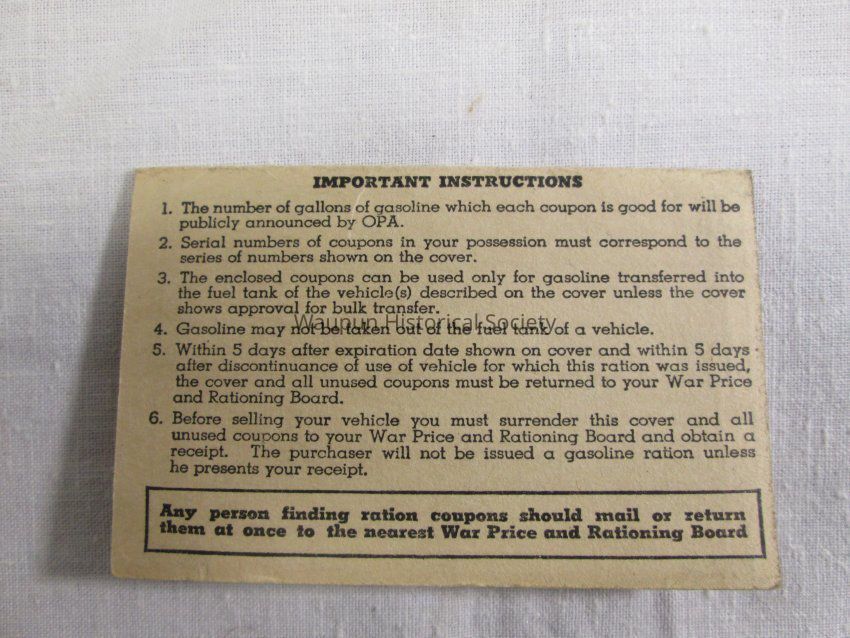 IMPORTANT INSTRUCTIONS
1. The number of gallons of gasoline which each coupon is good for will be
publicly announced by OPA.
2. Serial numbers of coupons in your possession must correspond to the
series of numbers shown on the cover.
3. The enclosed coupons can be used only for gasoline transferred into
the fuel tank of the vehicle(s) described on the cover unless the cover
shows approval for bulk transfer.
Waupun Historical Society
4. Gasoline may not be taken out of the fuel tank of a vehicle.
5. Within 5 days after expiration date shown on cover and within 5 days
after discontinuance of use of vehicle for which this ration was issued,
the cover and all unused coupons must be returned to your War Price
and Rationing Board.
6. Before selling your vehicle you must surrender this cover and all
unused coupons to your War Price and Rationing Board and obtain a
receipt. The purchaser will not be issued a gasoline ration unless
he presents your receipt.
Any person finding ration coupons should mail or return
them at once to the nearest War Price and Rationing Board